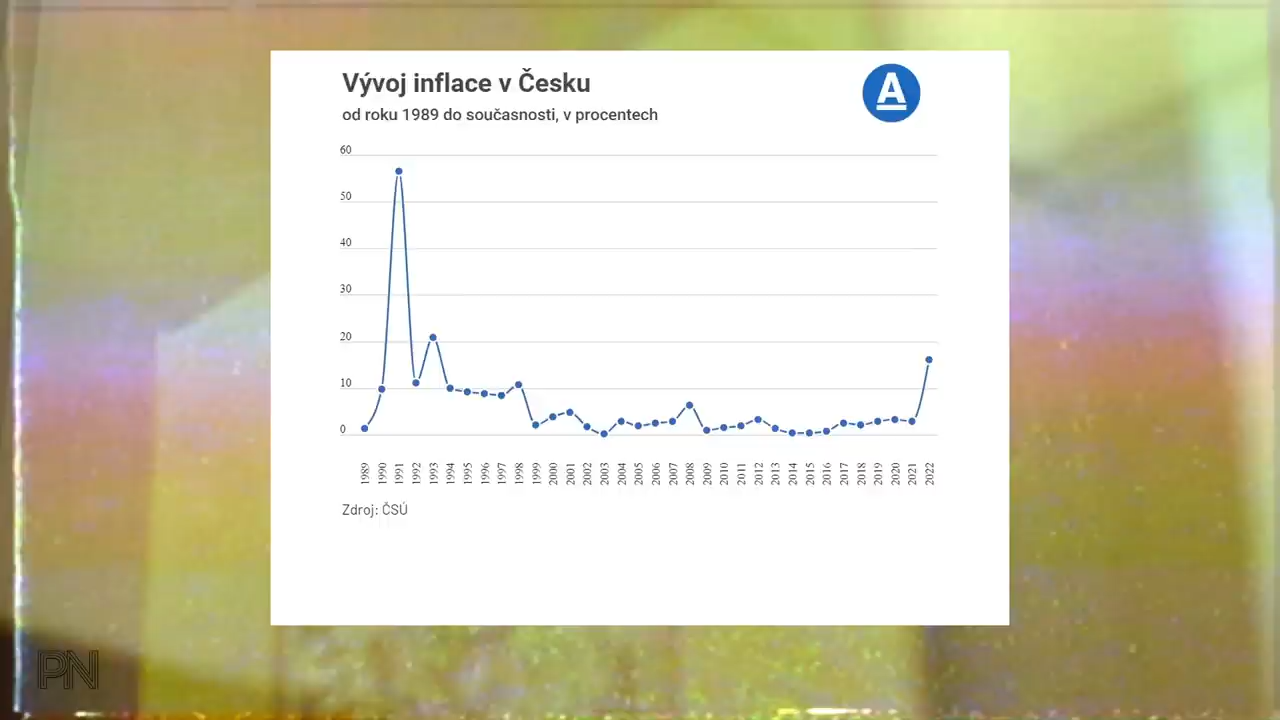 Vývoj inflace v Česku
A
od roku 1989 do současnosti, v procentech
60
50
40
30
20
10
0
1989 1990 1991 1992 1993 1994 1995 1996 1997 1998 1999 2000 2001 2002 2003 2004 2005 2006 2007 2008 2009 2010 2011 2012 2013 2014 2015 2016 2017 2018 2019 2020 2021 2022
Zdroj: ČSÚ
PN